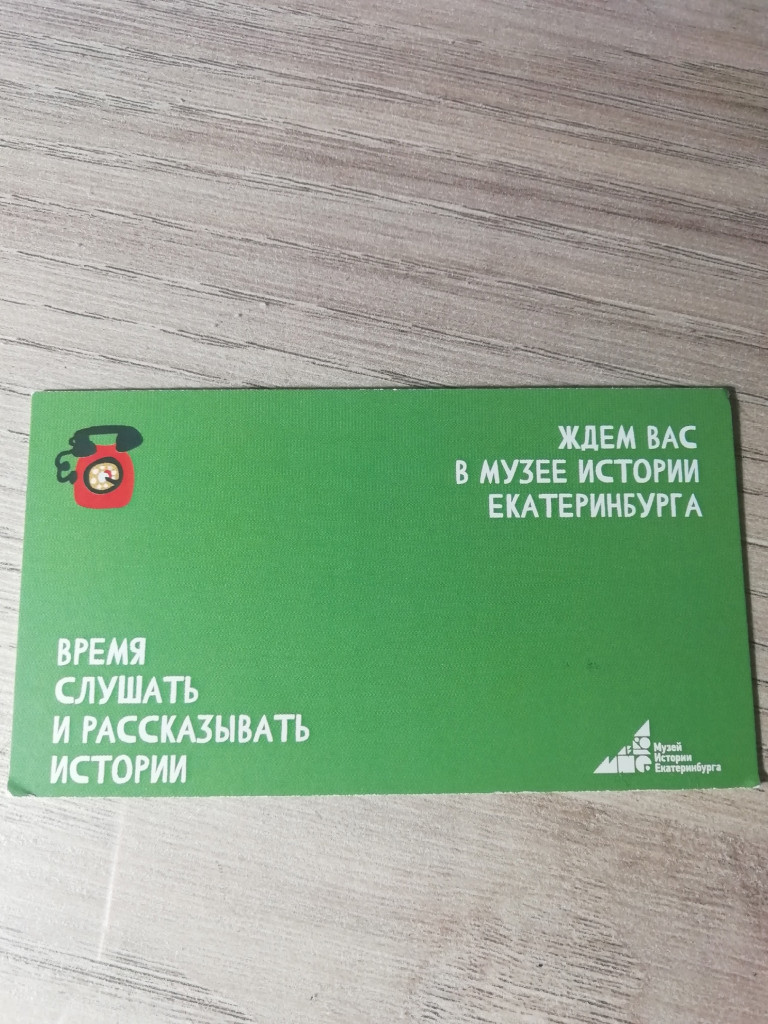 ЖДЕМ ВАС
В МУЗЕЕ ИСТОРИИ
ЕКАТЕРИНБУРГА
ВРЕМЯ
СЛУШАТЬ
И РАССКАЗЫВАТЬ
ИСТОРИИ
Музей
Истории
Екатеринбурга